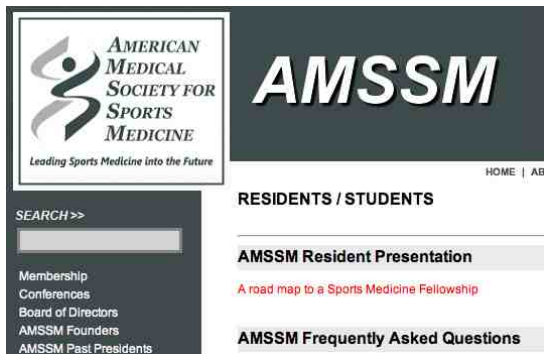 AMERICAN
MEDICAL
SOCIETY FOR
SPORTS
MEDICINE
Leading Sports Medicine into the Future
AMSSM
HOME | AB
RESIDENTS / STUDENTS
SEARCH >>
AMSSM Resident Presentation
A road map to a Sports Medicine Fellowship
Membership
Conferences
Board of Directors
AMSSM Founders
AMSSM Past Presidents
AMSSM Frequently Asked Questions